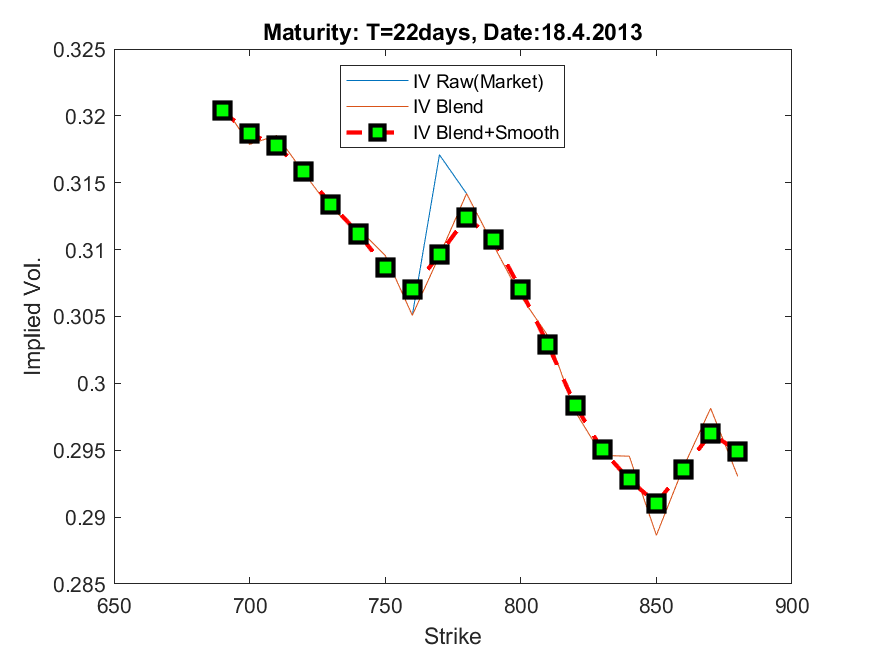 Maturity: T=22days, Date:18.4.2013
0.325
0.32
0.315
0.31
0.305
0.3
0.295
0.29
0.285
Implied Vol.
IV Raw(Market)
IV Blend
IV Blend+Smooth
650 700 750 800 850 900
Strike